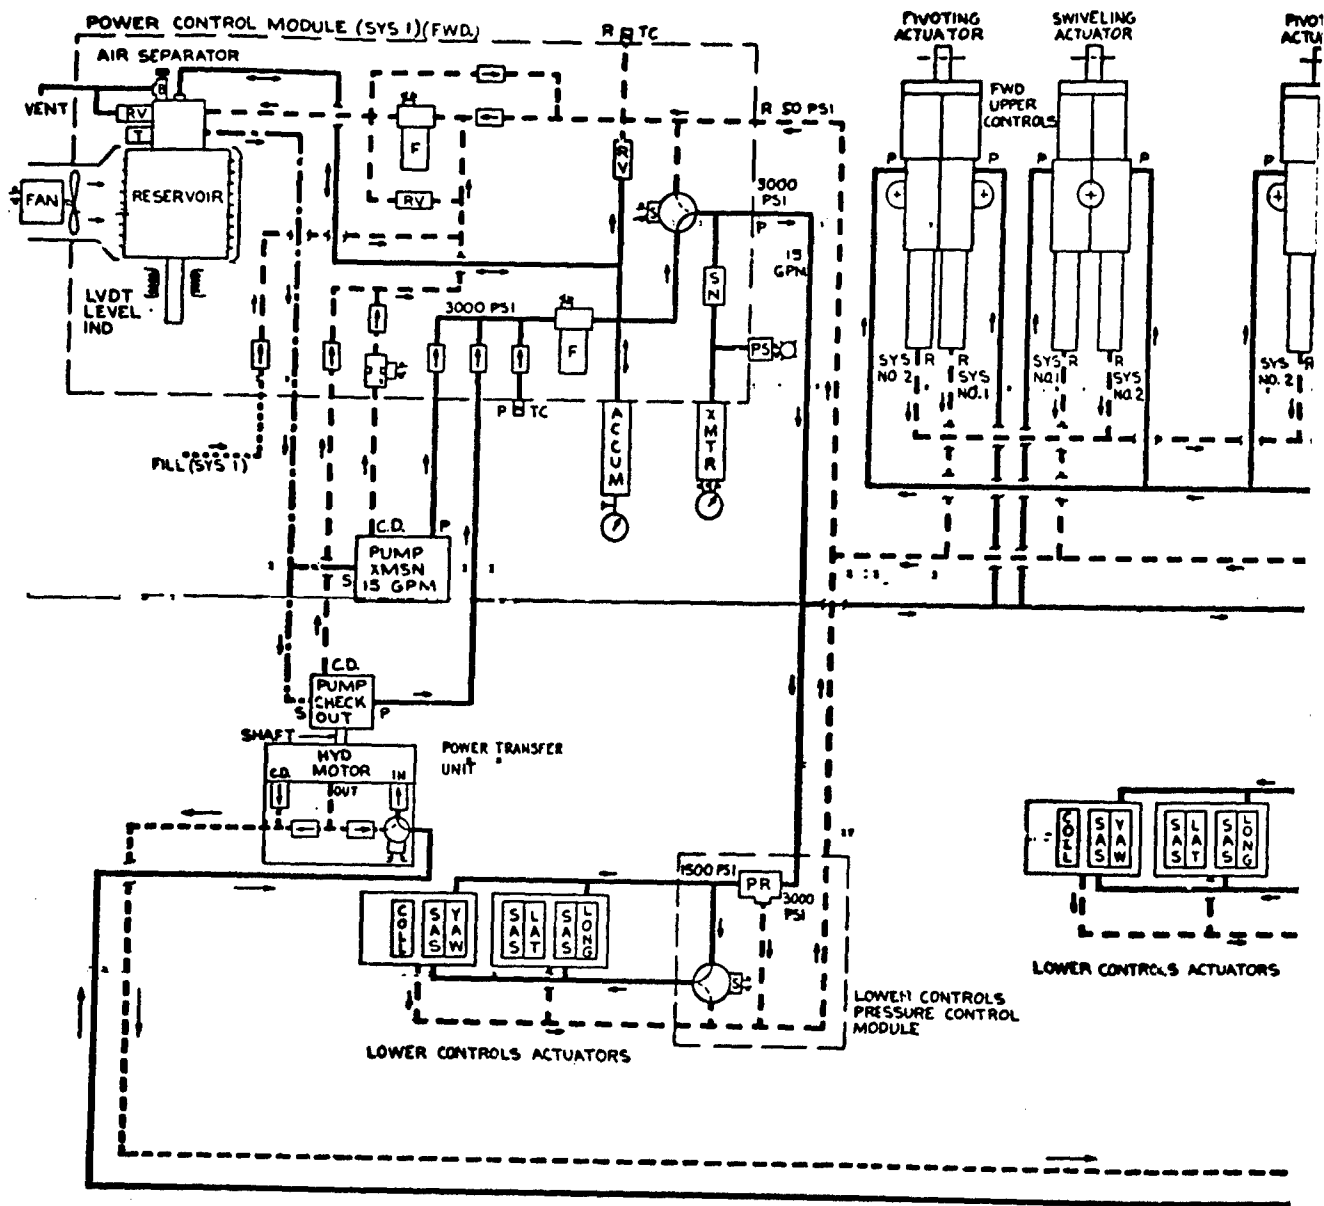 POWER CONTROL MODULE (SYS 1)(FWD.)
R TC
PIVOTING
ACTUATOR
SWIVELING
ACTUATOR
AIR SEPARATOR
B
VENT
RV
T
F
R 50 PSI
FWD
UPPER
CONTROLS
FAN
RESERVOIR
RV
RV
S
3000
PSI
P
15
GPM
P
P
P
P
P
LVDT
LEVEL
IND
3000 PSI
F
SN
PS
P TC
ACCUM
XMTR
SYS
NO. 2
R
R
SYS
NO. 1
SYS
NO. 1
R
R
SYS
NO. 2
SYS
NO. 2
R
FILL (SYS 1)
C.D.
P
PUMP
XMSN
15 GPM
S
C.D.
PUMP
CHECK
OUT
S
P
SHAFT
HYD
MOTOR
C.D.
OUT
IN
POWER TRANSFER
UNIT
1500 PSI
PR
3000
PSI
COLL
SAS
YAW
SAS
LAT
SAS
LONG
S
COLL
SAS
YAW
SAS
LAT
SAS
LONG
LOWER CONTROLS ACTUATORS
LOWER CONTROLS
PRESSURE CONTROL
MODULE
LOWER CONTROLS ACTUATORS